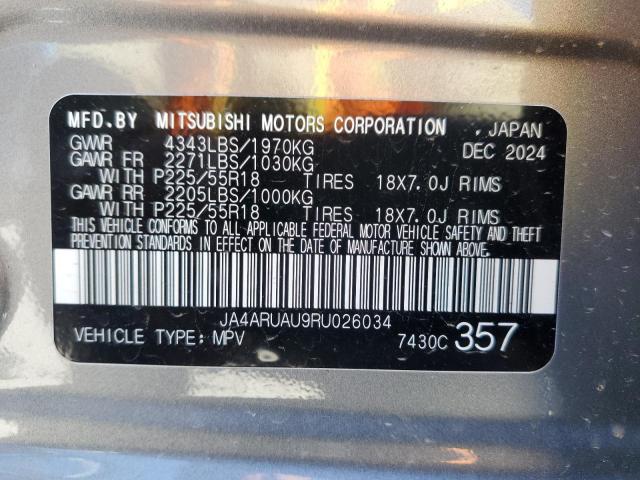 MFD.BY MITSUBISHI MOTORS CORPORATION , JAPAN
GWR 4343LBS/1970KG DEC 2024
GAWR FR 2271LBS/1030KG
WITH P225/55R18 TIRES 18X7.0J RIMS
GAWR RR 2205LBS/1000KG
WITH P225/55R18 TIRES 18X7.0J RIMS
THIS VEHICLE CONFORMS TO ALL APPLICABLE FEDERAL MOTOR VEHICLE SAFETY AND THEFT
PREVENTION STANDARDS IN EFFECT ON THE DATE OF MANUFACTURE SHOWN ABOVE.
JA4ARUAU9RU026034
VEHICLE TYPE: MPV 7430C 357